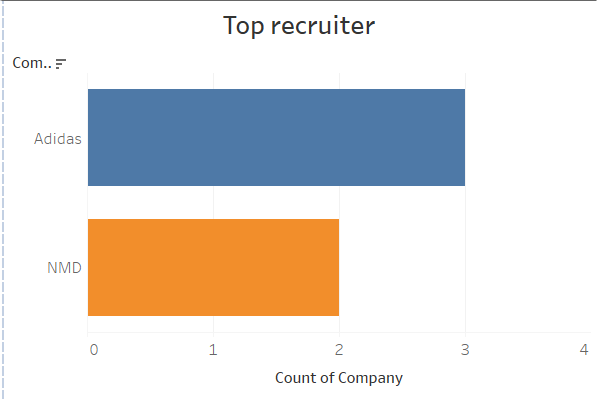 Top recruiter
Com..
Adidas
NMD
0 1 2 3 4
Count of Company